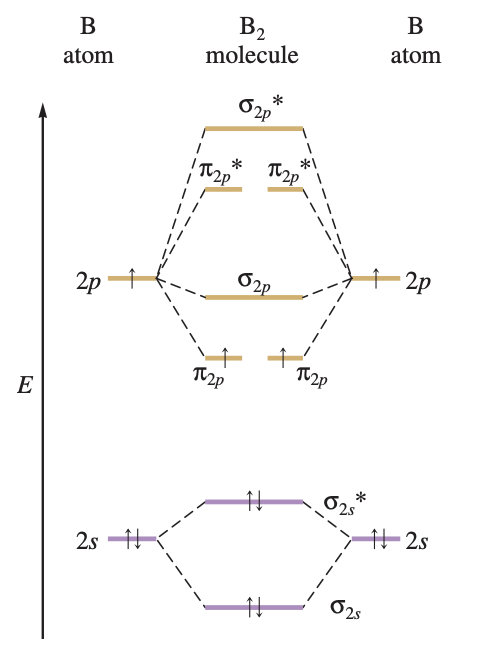 B B₂ B
atom molecule atom
σ₂ₚ*
π₂ₚ* π₂ₚ*
2p σ₂ₚ 2p
π₂ₚ π₂ₚ
E
σ₂ₛ*
2s 2s
σ₂ₛ